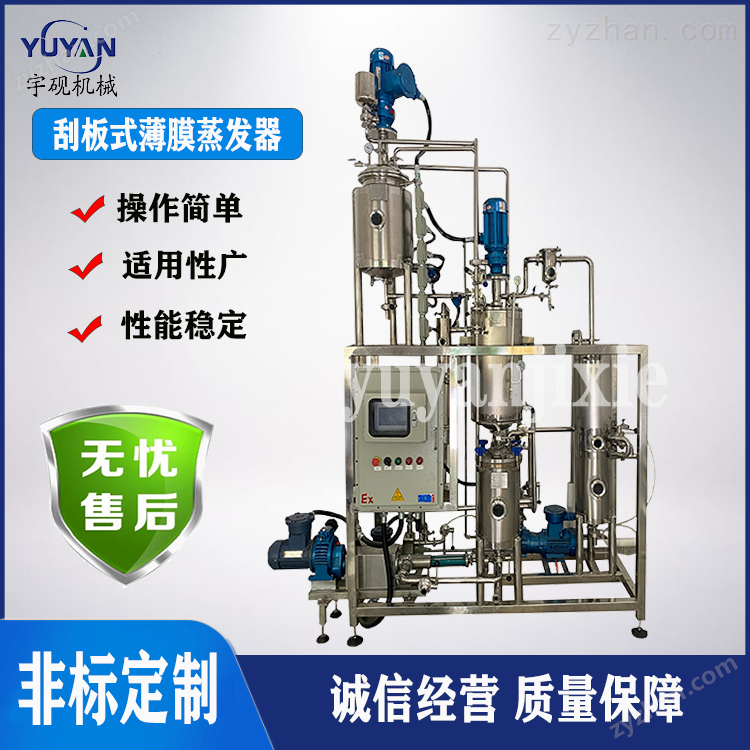 YUYAN
宇砚机械
zyzhan.com
刮板式薄膜蒸发器
操作简单
适用性广
性能稳定
yuyanjixie
Ex
无忧
售后
非标定制
诚信经营 质量保障